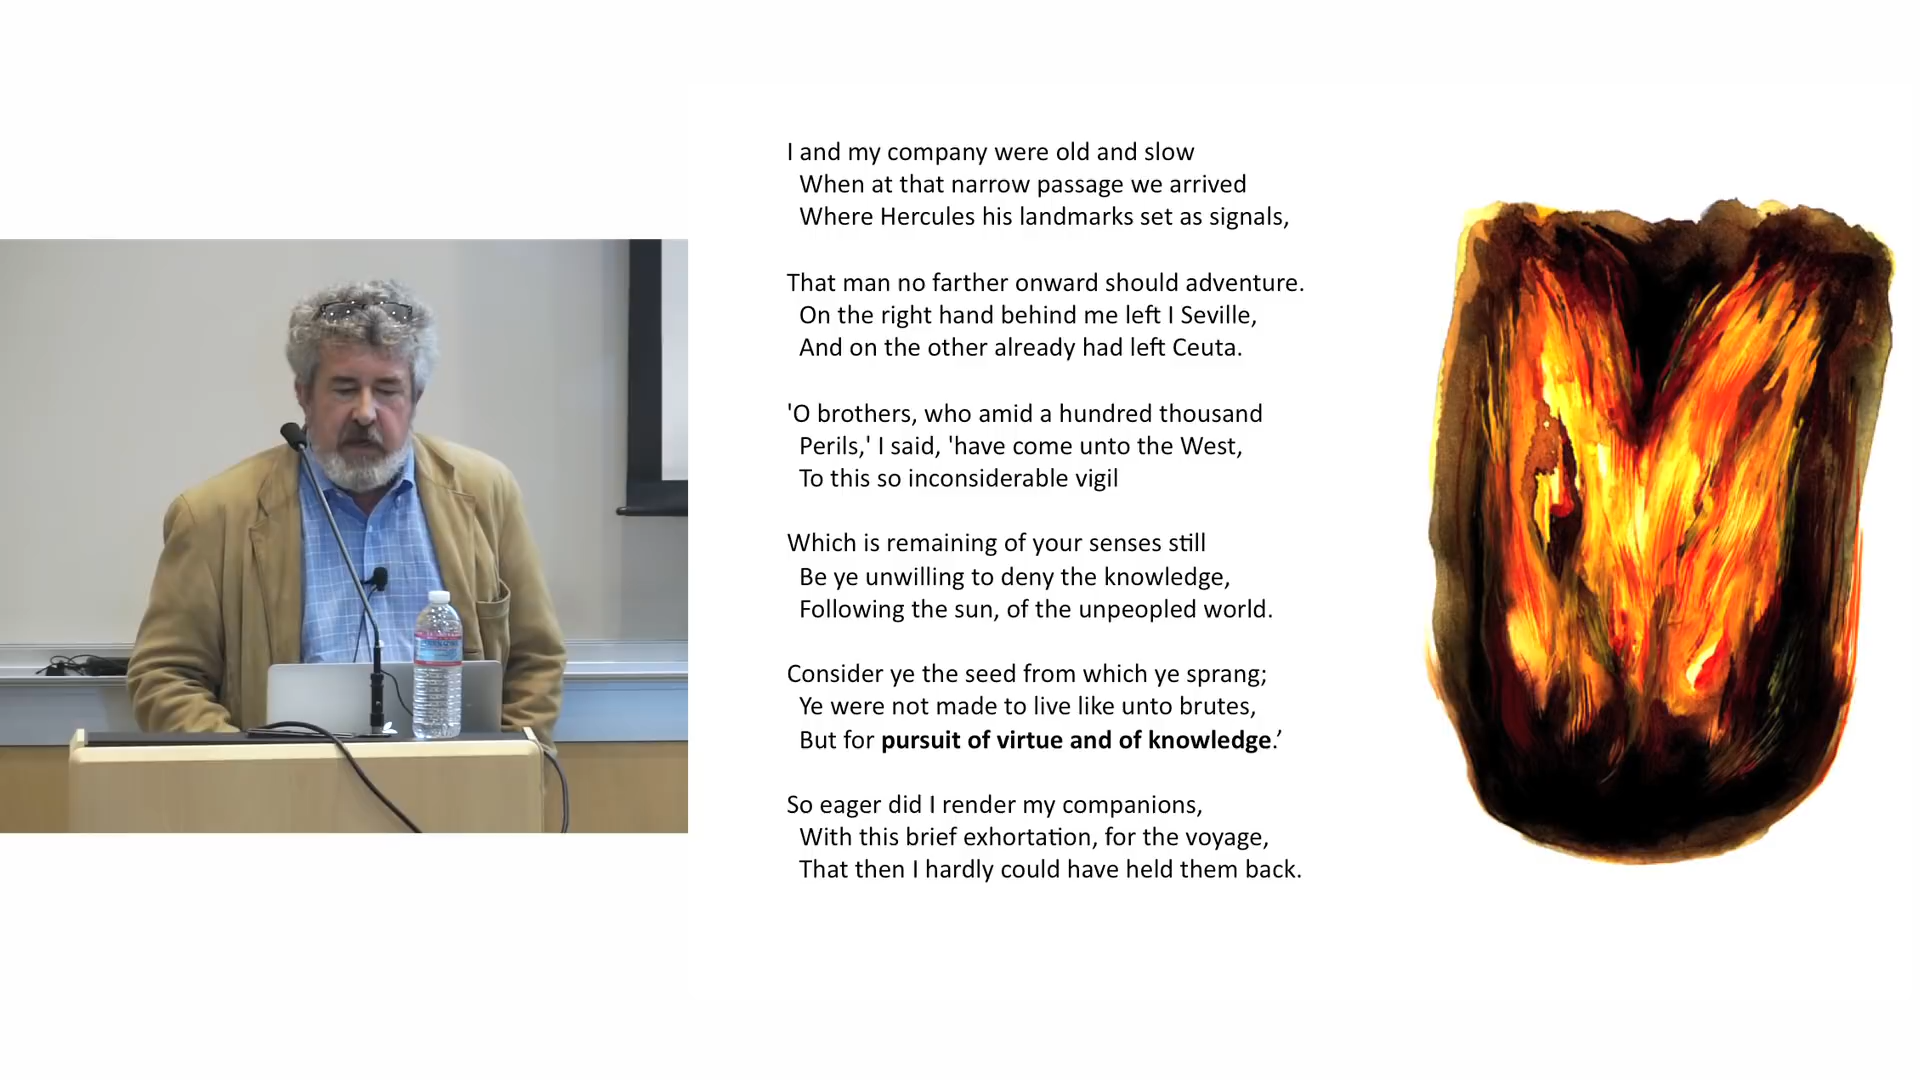 I and my company were old and slow
When at that narrow passage we arrived
Where Hercules his landmarks set as signals,
That man no farther onward should adventure.
On the right hand behind me left I Seville,
And on the other already had left Ceuta.
'O brothers, who amid a hundred thousand
Perils,' I said, 'have come unto the West,
To this so inconsiderable vigil
Which is remaining of your senses still
Be ye unwilling to deny the knowledge,
Following the sun, of the unpeopled world.
Consider ye the seed from which ye sprang;
Ye were not made to live like unto brutes,
But for pursuit of virtue and of knowledge.’
So eager did I render my companions,
With this brief exhortation, for the voyage,
That then I hardly could have held them back.